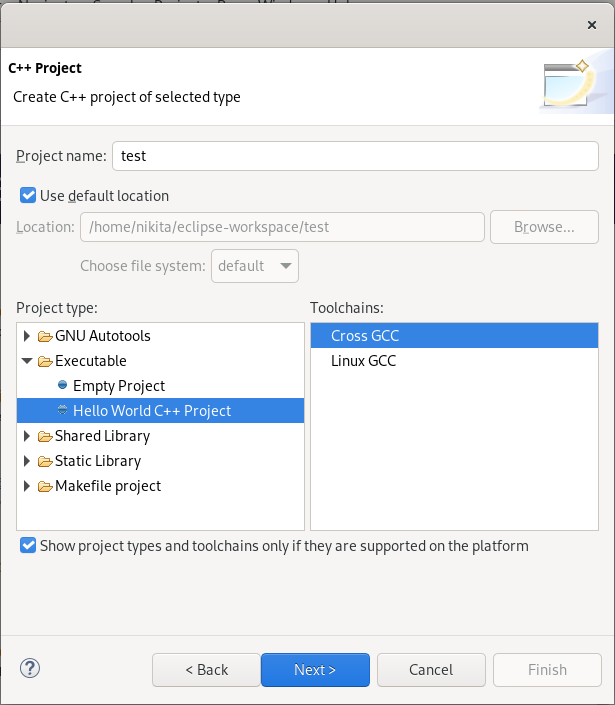 C++ Project
Create C++ project of selected type
Project name: test
Use default location
Location: /home/nikita/eclipse-workspace/test Browse...
Choose file system: default
Project type: Toolchains:
GNU Autotools Cross GCC
Executable Linux GCC
Empty Project
Hello World C++ Project
Shared Library
Static Library
Makefile project
Show project types and toolchains only if they are supported on the platform
? < Back Next > Cancel Finish